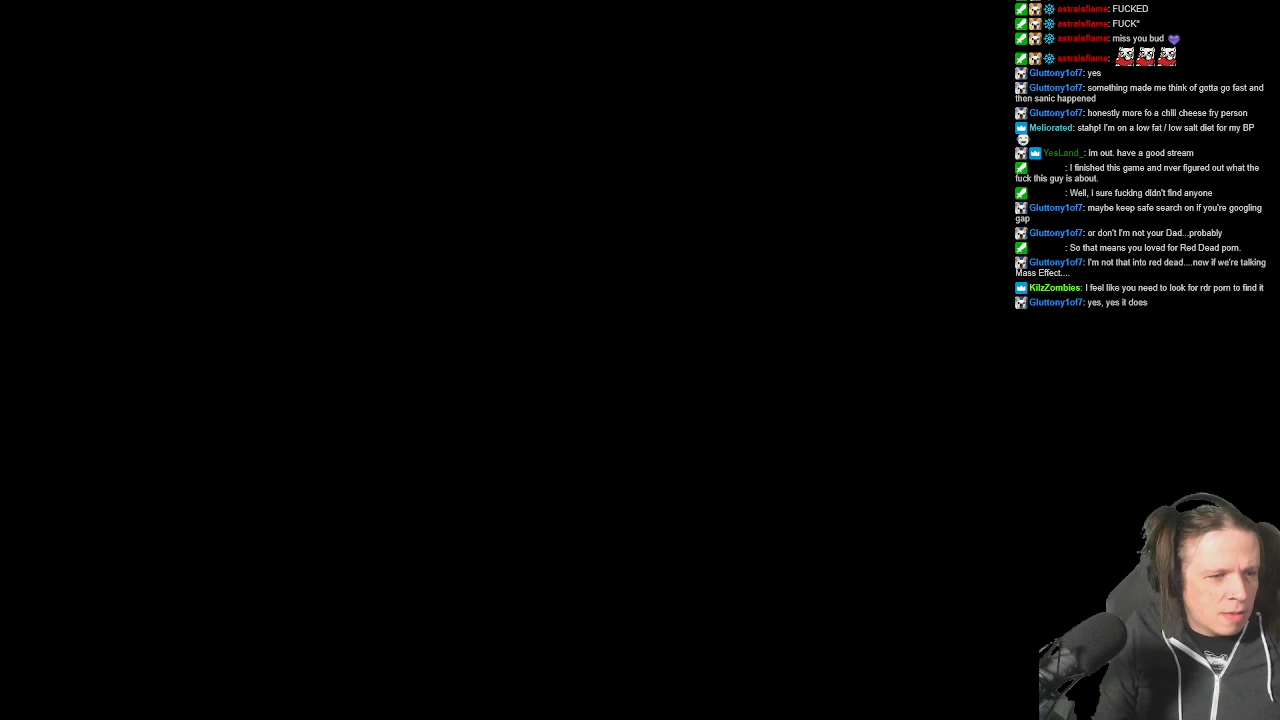 astralsflame: FUCKED
astralsflame: FUCK*
astralsflame: miss you bud
astralsflame:
Gluttony1of7: yes
Gluttony1of7: something made me think of gotta go fast and
then sanic happened
Gluttony1of7: honestly more fo a chili cheese fry person
Meliorated: stahp! I'm on a low fat / low salt diet for my BP
YesLand_: im out. have a good stream
: I finished this game and nver figured out what the
fuck this guy is about.
: Well, I sure fucking didn't find anyone
Gluttony1of7: maybe keep safe search on if you're googling
gap
Gluttony1of7: or don't I'm not your Dad...probably
: So that means you loved for Red Dead porn.
Gluttony1of7: I'm not that into red dead....now if we're talking
Mass Effect....
KilzZombies: I feel like you need to look for rdr porn to find it
Gluttony1of7: yes, yes it does